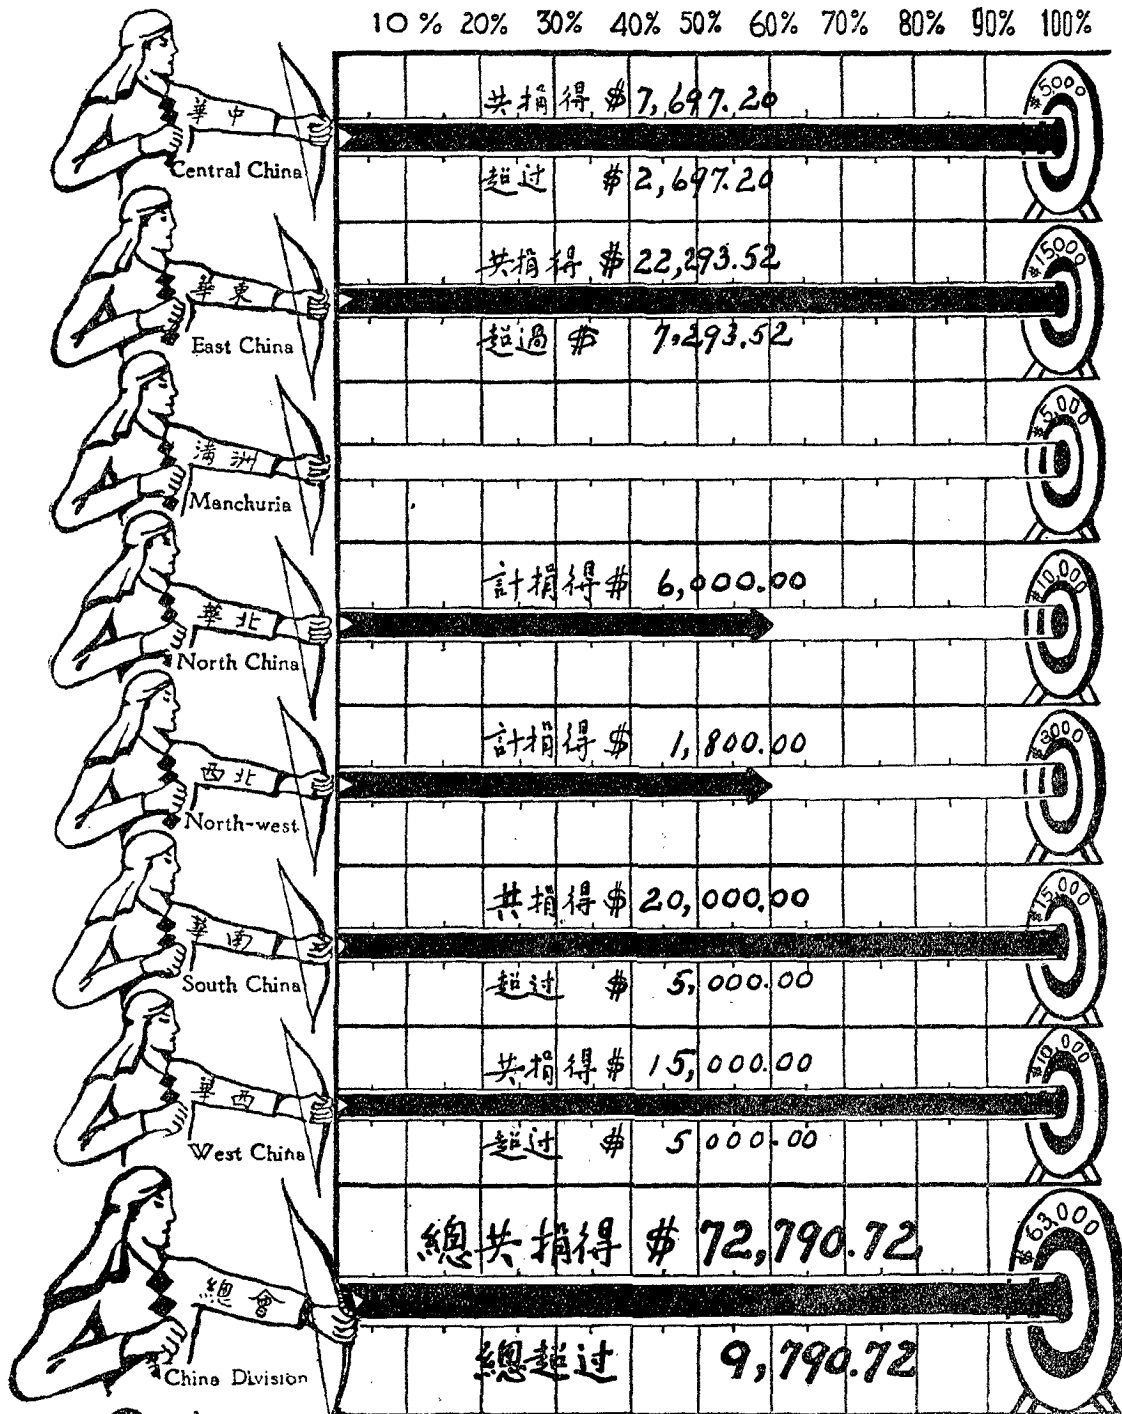 10% 20% 30% 40% 50% 60% 70% 80% 90% 100%
華中
Central China
共捐得 $7,697.20
超过 $2,697.20
$5000
華東
East China
共捐得 $22,293.52
超過 $7,293.52
$15000
滿洲
Manchuria
$5,000
華北
North China
計捐得 $6,000.00
$10,000
西北
North-west
計捐得 $1,800.00
$3000
華南
South China
共捐得 $20,000.00
超过 $5,000.00
$15,000
華西
West China
共捐得 $15,000.00
超过 $5000.00
$10,000
總會
China Division
總共捐得 $72,790.72
總超过 9,790.72
$63,000